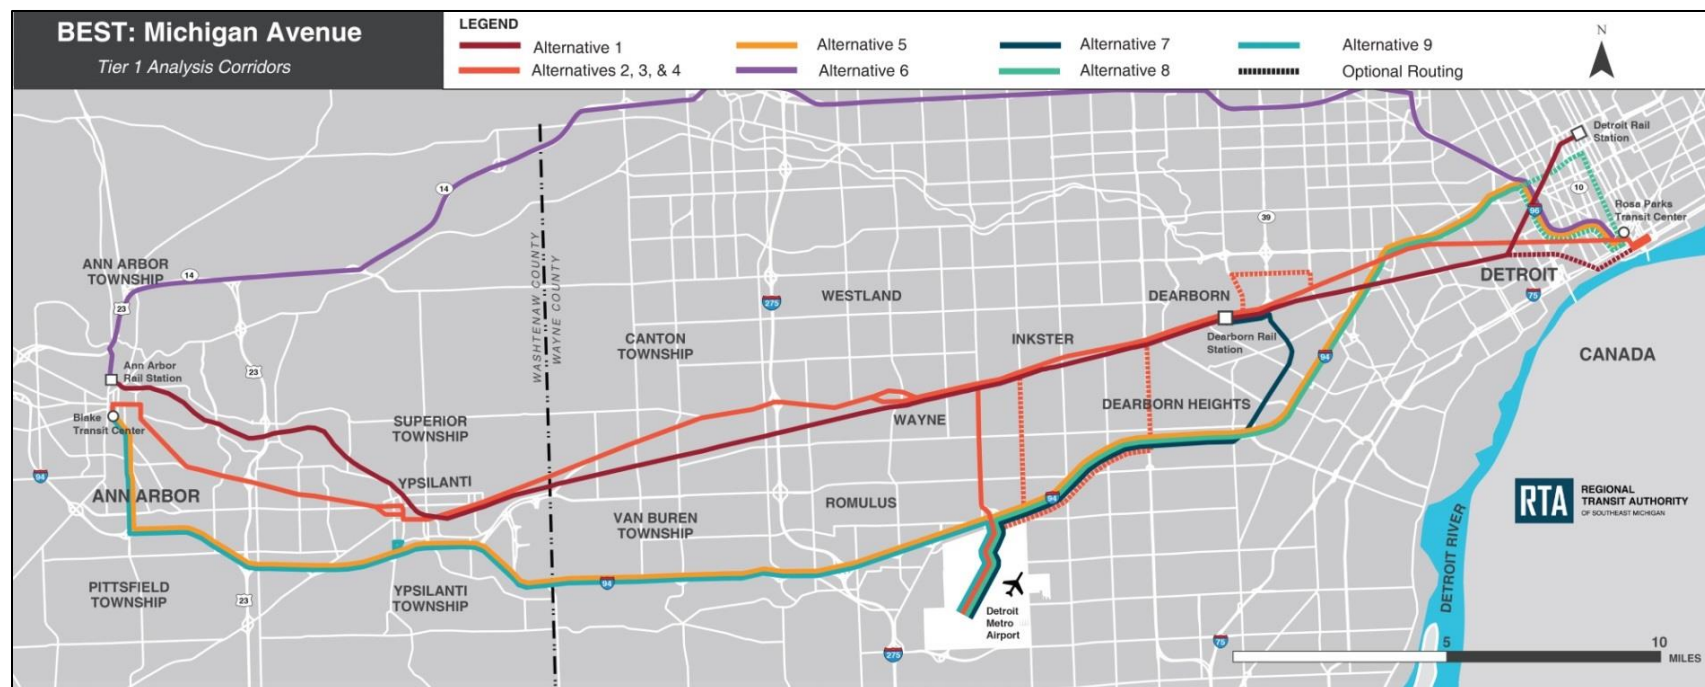 BEST: Michigan Avenue
Tier 1 Analysis Corridors
LEGEND
Alternative 1
Alternatives 2, 3, & 4
Alternative 5
Alternative 6
Alternative 7
Alternative 8
Alternative 9
Optional Routing
N
Detroit Rail
Station
10
Rosa Parks
Transit Center
96
39
14
ANN ARBOR
TOWNSHIP
14
23
WASHTENAW COUNTY
WAYNE COUNTY
275
WESTLAND
DEARBORN
DETROIT
75
CANADA
CANTON
TOWNSHIP
INKSTER
Dearborn Rail
Station
94
Ann Arbor
Rail Station
23
Blake
Transit Center
SUPERIOR
TOWNSHIP
WAYNE
DEARBORN HEIGHTS
94
ANN ARBOR
YPSILANTI
ROMULUS
94
VAN BUREN
TOWNSHIP
RTA
REGIONAL
TRANSIT AUTHORITY
OF SOUTHEAST MICHIGAN
DETROIT RIVER
PITTSFIELD
TOWNSHIP
23
YPSILANTI
TOWNSHIP
94
Detroit
Metro
Airport
275
75
5
10
MILES